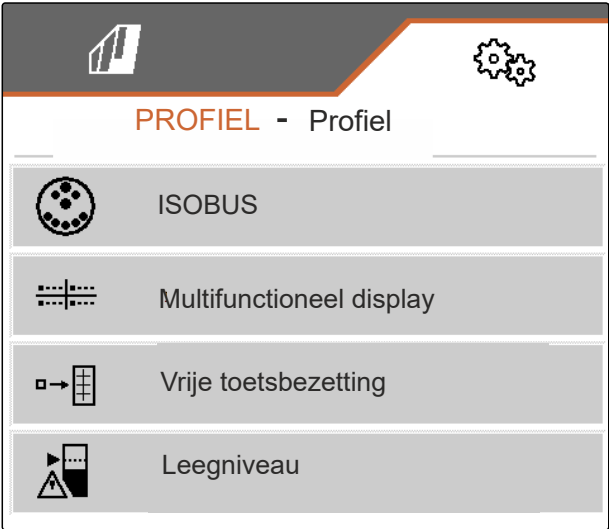 PROFIEL - Profiel
ISOBUS
Multifunctioneel display
Vrije toetsbezetting
Leegniveau